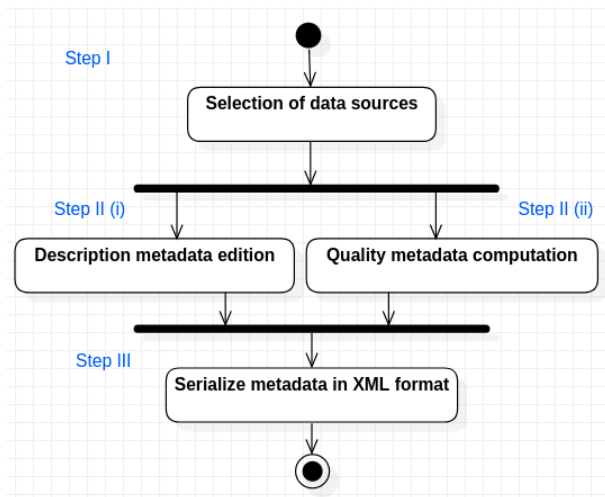 Step I
Selection of data sources
Step II (i)
Step II (ii)
Description metadata edition
Quality metadata computation
Step III
Serialize metadata in XML format